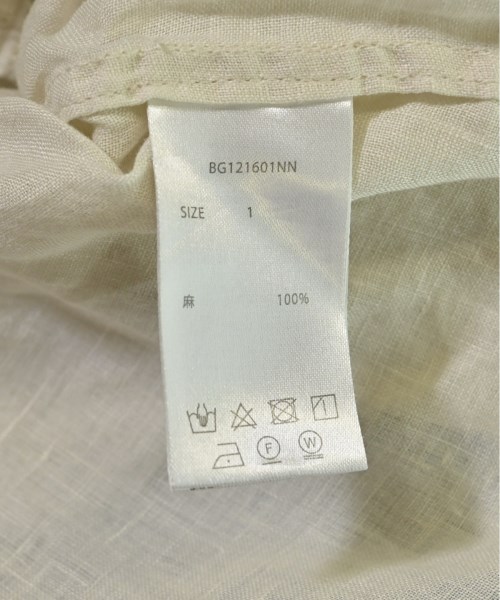 BG121601NN
SIZE 1
麻 100%
F W